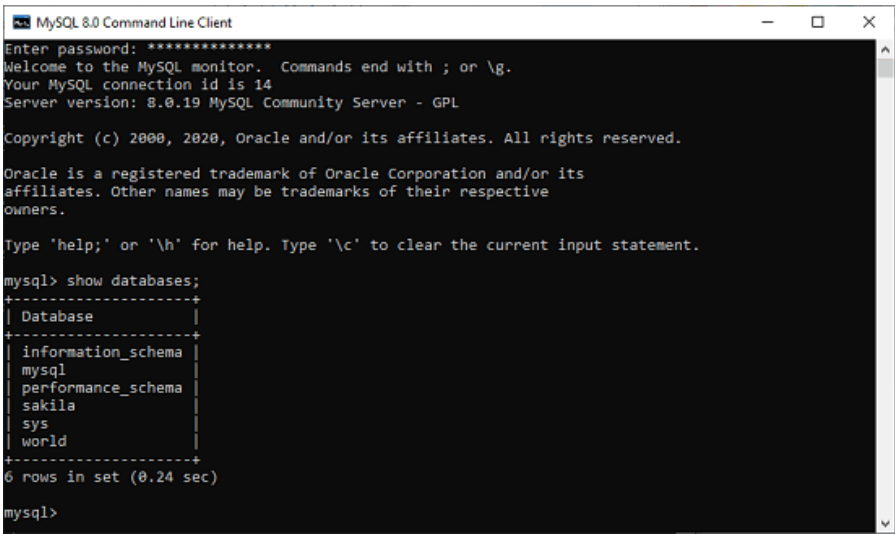 MySQL 8.0 Command Line Client
Enter password: **************
Welcome to the MySQL monitor.  Commands end with ; or \g.
Your MySQL connection id is 14
Server version: 8.0.19 MySQL Community Server - GPL
Copyright (c) 2000, 2020, Oracle and/or its affiliates. All rights reserved.
Oracle is a registered trademark of Oracle Corporation and/or its
affiliates. Other names may be trademarks of their respective
owners.
Type 'help;' or '\h' for help. Type '\c' to clear the current input statement.
mysql> show databases;
+--------------------+
| Database           |
+--------------------+
| information_schema |
| mysql              |
| performance_schema |
| sakila             |
| sys                |
| world              |
+--------------------+
6 rows in set (0.24 sec)
mysql>